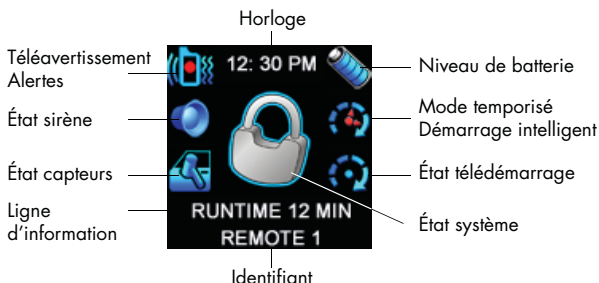 Horloge
Téléavertissement
Alertes
12: 30 PM
Niveau de batterie
État sirène
Mode temporisé
Démarrage intelligent
État capteurs
État télédémarrage
Ligne
d'information
RUNTIME 12 MIN
État système
REMOTE 1
Identifiant